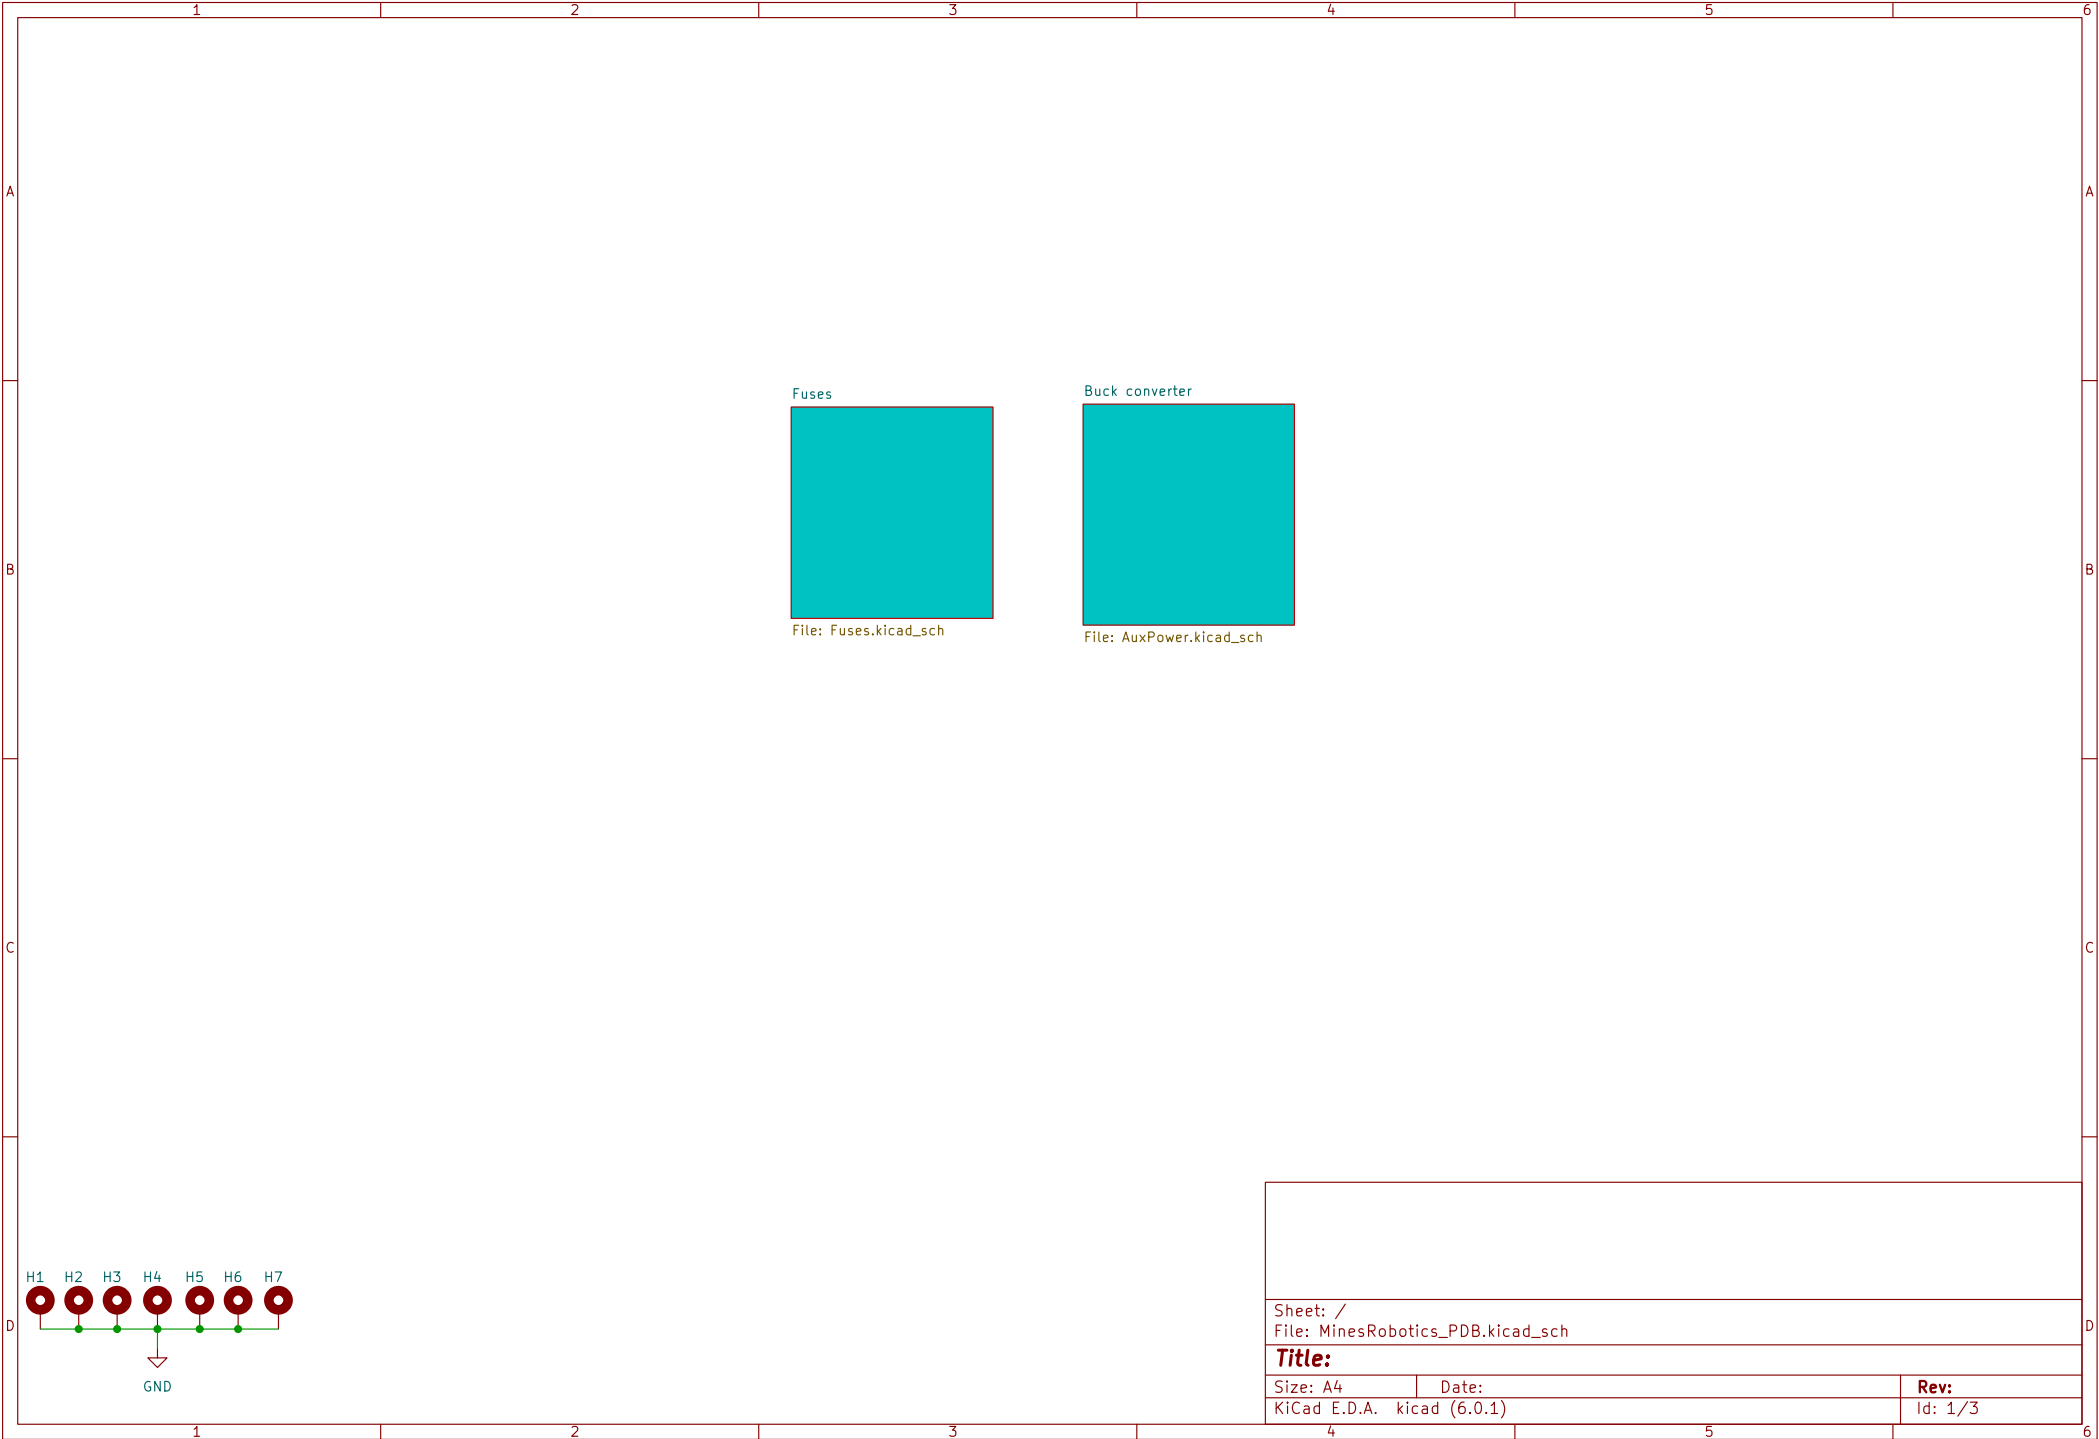 1 2 3 4 5 6
A A
Fuses Buck converter
B B
File: Fuses.kicad_sch File: AuxPower.kicad_sch
C C
H1 H2 H3 H4 H5 H6 H7
Sheet: /
D D
File: MinesRobotics_PDB.kicad_sch
Title:
GND
Size: A4 Date: Rev:
KiCad E.D.A. kicad (6.0.1) Id: 1/3
1 2 3 4 5 6